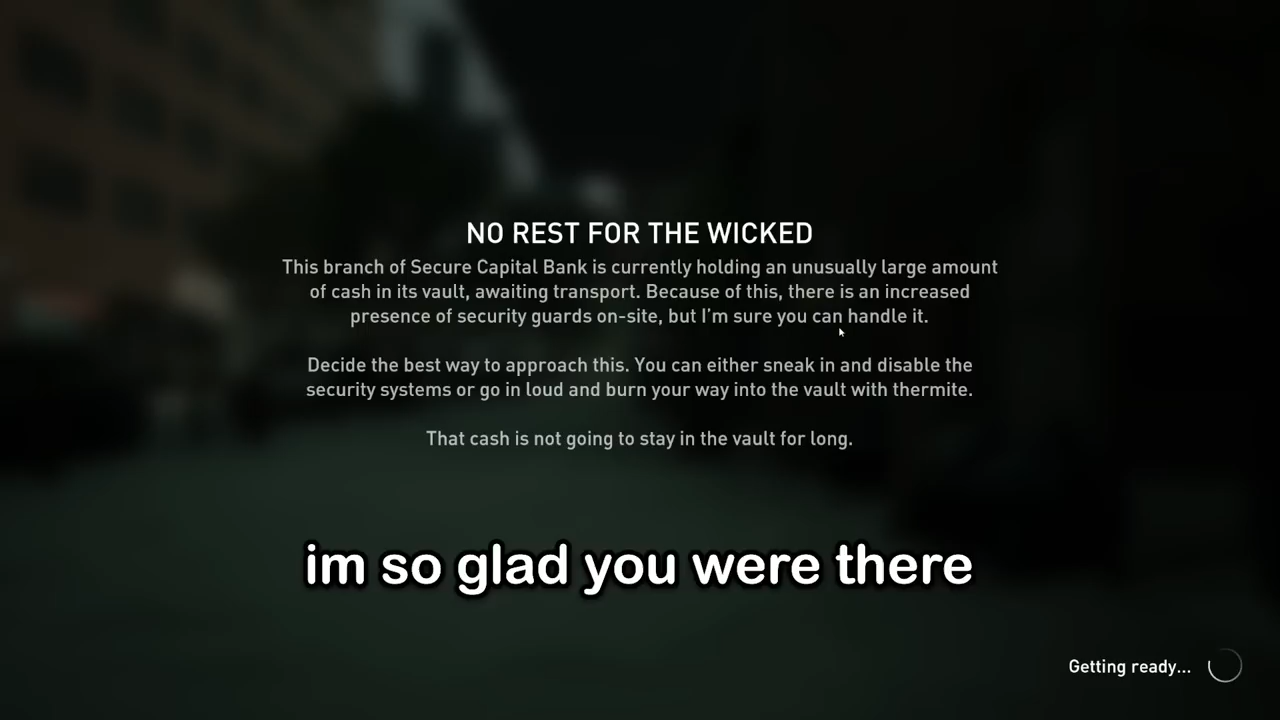 NO REST FOR THE WICKED
This branch of Secure Capital Bank is currently holding an unusually large amount
of cash in its vault, awaiting transport. Because of this, there is an increased
presence of security guards on-site, but I'm sure you can handle it.
Decide the best way to approach this. You can either sneak in and disable the
security systems or go in loud and burn your way into the vault with thermite.
That cash is not going to stay in the vault for long.
im so glad you were there
Getting ready...